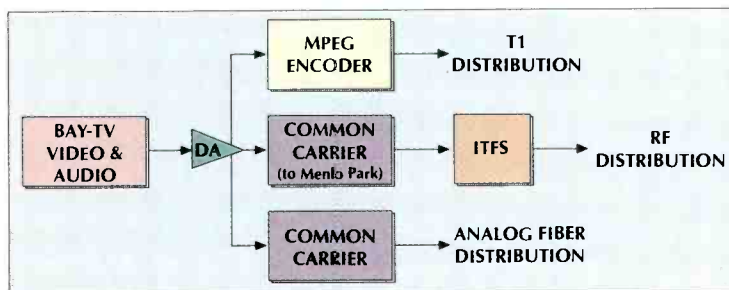 MPEG
ENCODER
T1
DISTRIBUTION
BAY-TV
VIDEO &
AUDIO
DA
COMMON
CARRIER
(to Menlo Park)
ITFS
RF
DISTRIBUTION
COMMON
CARRIER
ANALOG FIBER
DISTRIBUTION